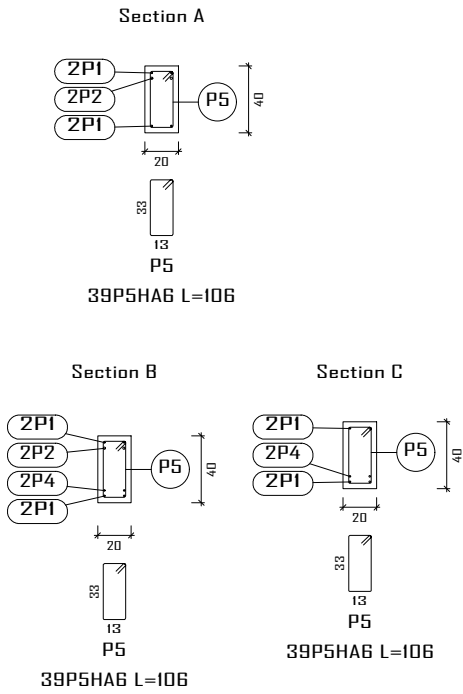 Section A
2P1
2P2
2P1
P5
40
20
33
13
P5
39P5HA6 L=106
Section B
2P1
2P2
2P4
2P1
P5
40
20
33
13
P5
39P5HA6 L=106
Section C
2P1
2P4
2P1
P5
40
20
33
13
P5
39P5HA6 L=106